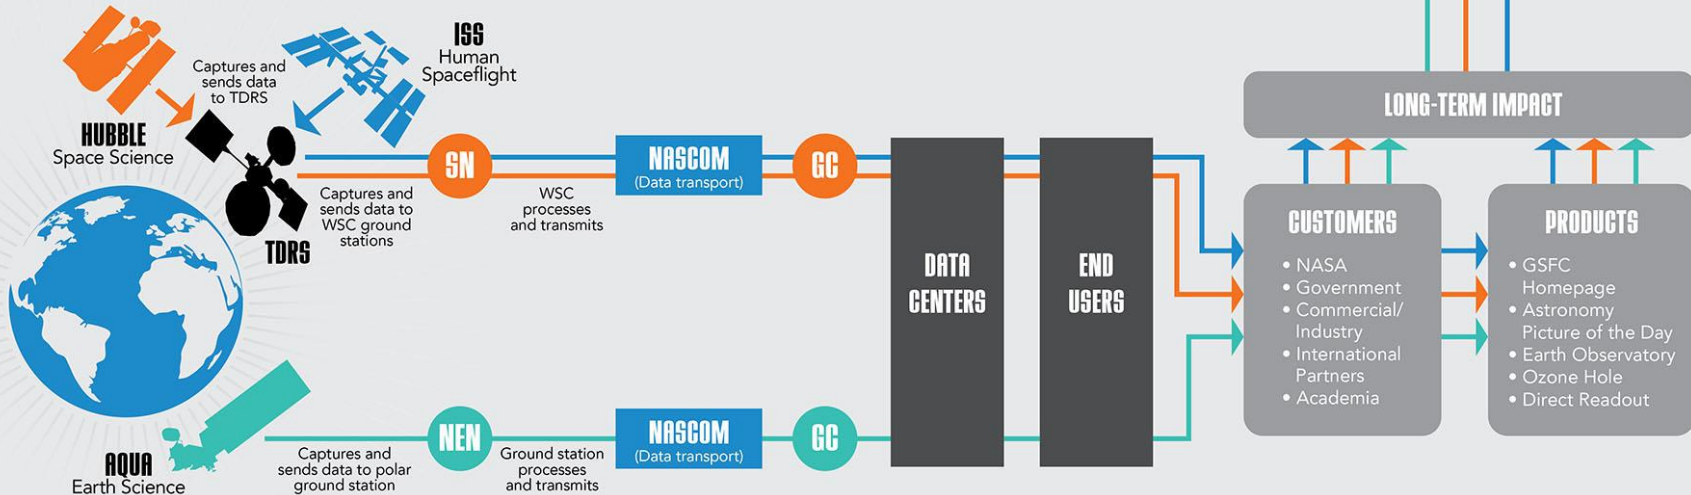 ISS
Human
Spaceflight
Captures and
sends data
to TDRS
HUBBLE
Space Science
TDRS
Captures and
sends data to
WSC ground
stations
SN
WSC
processes
and transmits
NASCOM
(Data transport)
GC
AQUA
Earth Science
Captures and
sends data to polar
ground station
NEN
Ground station
processes
and transmits
NASCOM
(Data transport)
GC
DATA
CENTERS
END
USERS
LONG-TERM IMPACT
CUSTOMERS
• NASA
• Government
• Commercial/
Industry
• International
Partners
• Academia
PRODUCTS
• GSFC
Homepage
• Astronomy
Picture of the Day
• Earth Observatory
• Ozone Hole
• Direct Readout